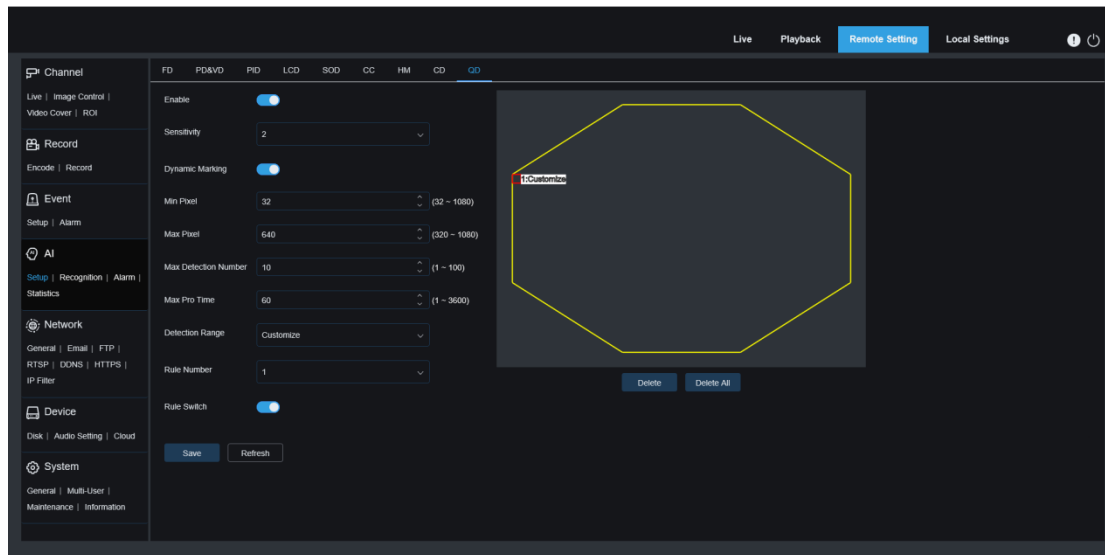 Live Playback Remote Setting Local Settings
Channel
Live | Image Control |
Video Cover | ROI
Record
Encode | Record
Event
Setup | Alarm
AI
Setup | Recognition | Alarm |
Statistics
Network
General | Email | FTP |
RTSP | DDNS | HTTPS |
IP Filter
Device
Disk | Audio Setting | Cloud
System
General | Multi-User |
Maintenance | Information
FD PD&VD PID LCD SOD CC HM CD QD
Enable
Sensitivity 2
Dynamic Marking
Min Pixel 32 (32 ~ 1080)
Max Pixel 640 (320 ~ 1080)
Max Detection Number 10 (1 ~ 100)
Max Pro Time 60 (1 ~ 3600)
Detection Range Customize
Rule Number 1
Rule Switch
Save Refresh
1:Customize
Delete Delete All